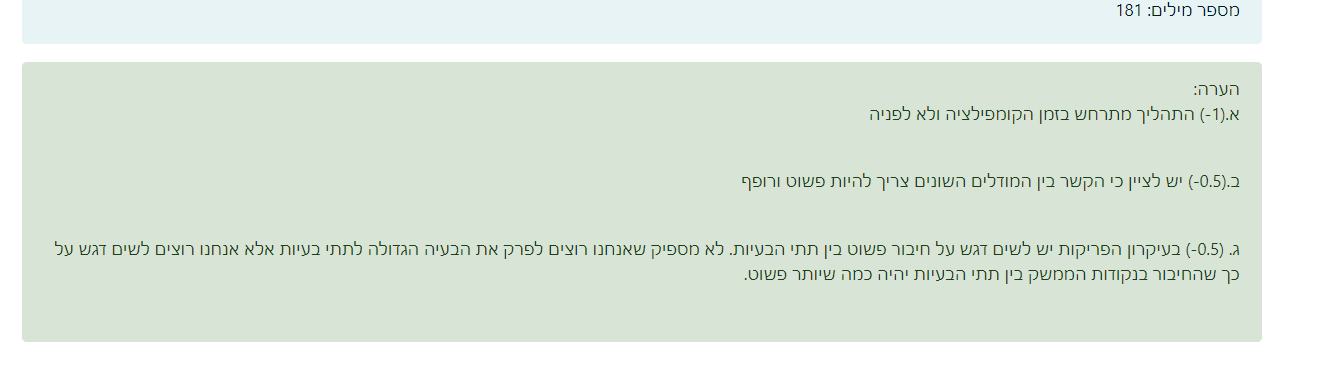 מספר מילים: 181
הערה:
א.(1-) התהליך מתרחש בזמן הקומפילציה ולא לפניה
ב.(0.5-) יש לציין כי הקשר בין המודלים השונים צריך להיות פשוט ורופף
ג. (0.5-) בעיקרון הפריקות יש לשים דגש על חיבור פשוט בין תתי הבעיות. לא מספיק שאנחנו רוצים לפרק את הבעיה הגדולה לתתי בעיות אלא אנחנו רוצים לשים דגש על
כך שהחיבור בנקודות הממשק בין תתי הבעיות יהיה כמה שיותר פשוט.